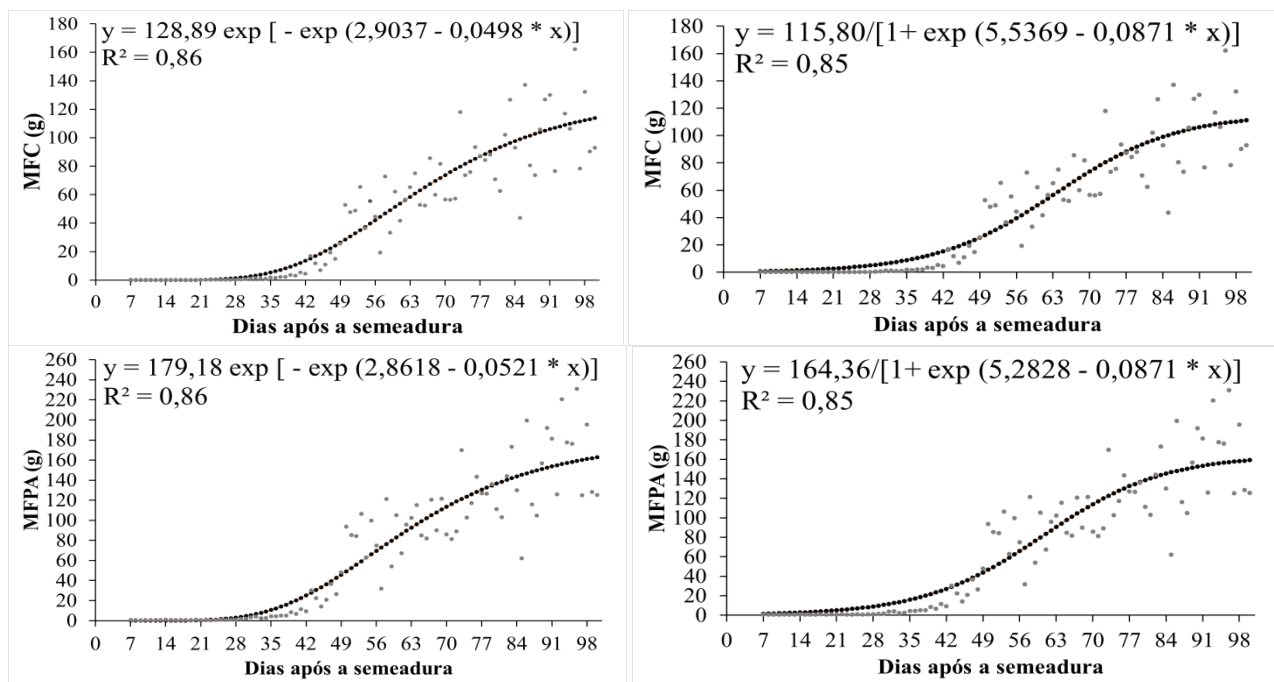 y = 128,89 exp [ - exp (2,9037 - 0,0498 * x)]
R² = 0,86
MFC (g)
180
160
140
120
100
80
60
40
20
0
0 7 14 21 28 35 42 49 56 63 70 77 84 91 98
Dias após a semeadura
y = 115,80/[1+ exp (5,5369 - 0,0871 * x)]
R² = 0,85
MFC (g)
180
160
140
120
100
80
60
40
20
0
0 7 14 21 28 35 42 49 56 63 70 77 84 91 98
Dias após a semeadura
y = 179,18 exp [ - exp (2,8618 - 0,0521 * x)]
R² = 0,86
MFPA (g)
260
240
220
200
180
160
140
120
100
80
60
40
20
0
0 7 14 21 28 35 42 49 56 63 70 77 84 91 98
Dias após a semeadura
y = 164,36/[1+ exp (5,2828 - 0,0871 * x)]
R² = 0,85
MFPA (g)
260
240
220
200
180
160
140
120
100
80
60
40
20
0
0 7 14 21 28 35 42 49 56 63 70 77 84 91 98
Dias após a semeadura